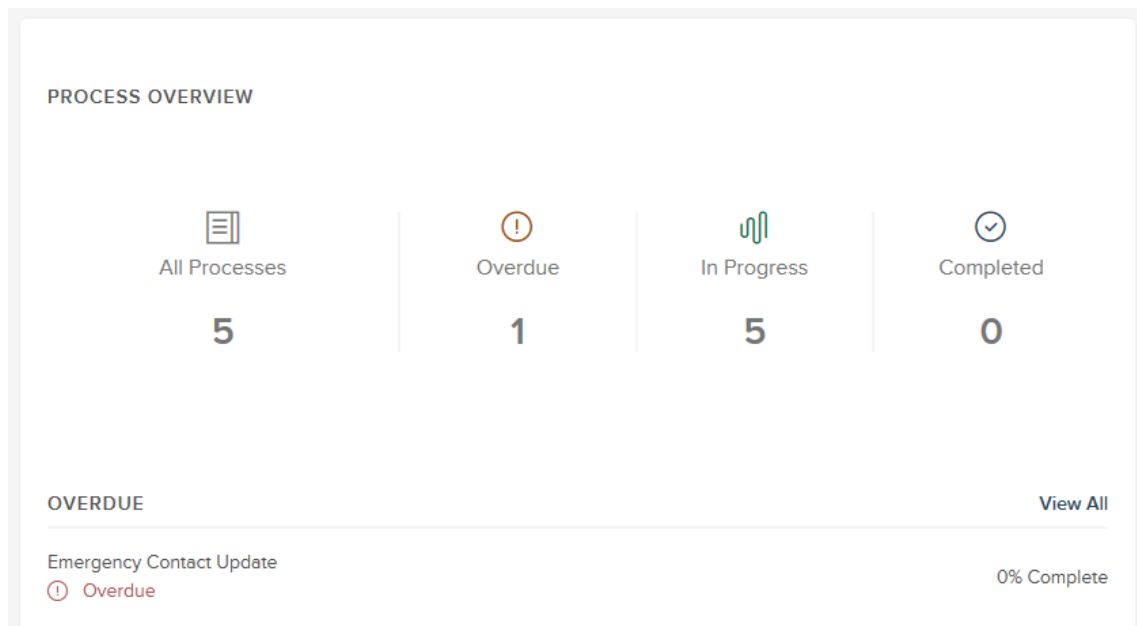 PROCESS OVERVIEW
All Processes
5
Overdue
1
In Progress
5
Completed
0
OVERDUE
View All
Emergency Contact Update
Overdue
0% Complete